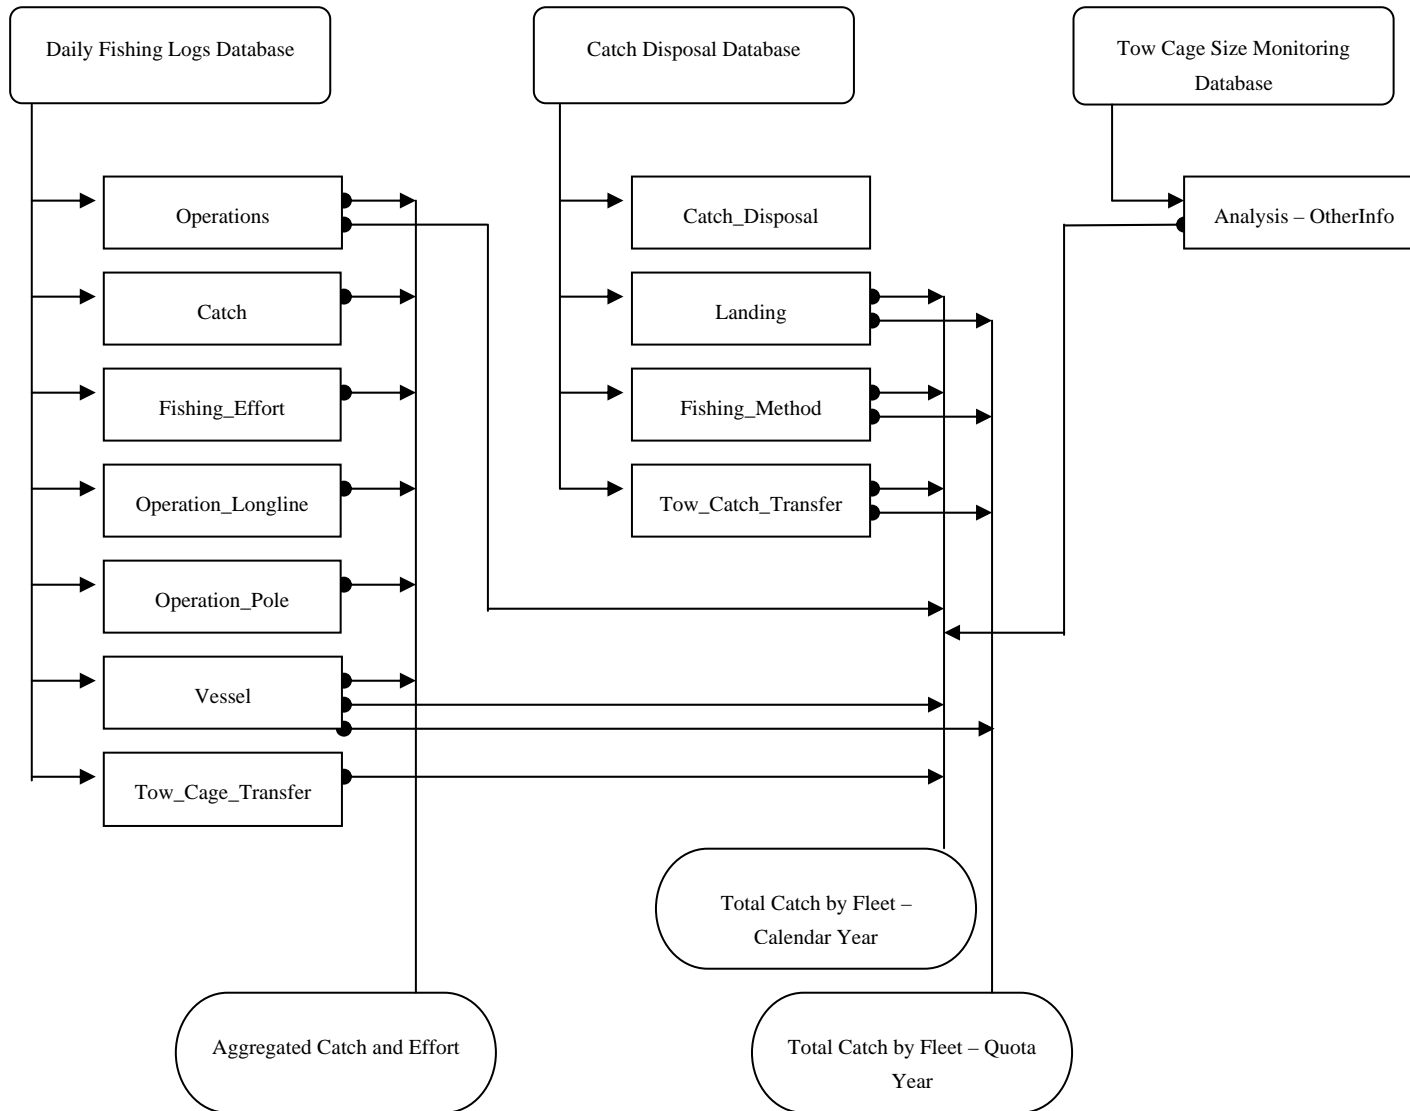 Daily Fishing Logs Database
Catch Disposal Database
Tow Cage Size Monitoring
Database
Operations
Catch
Fishing_Effort
Operation_Longline
Operation_Pole
Vessel
Tow_Cage_Transfer
Catch_Disposal
Landing
Fishing_Method
Tow_Catch_Transfer
Analysis – OtherInfo
Total Catch by Fleet –
Calendar Year
Aggregated Catch and Effort
Total Catch by Fleet – Quota
Year